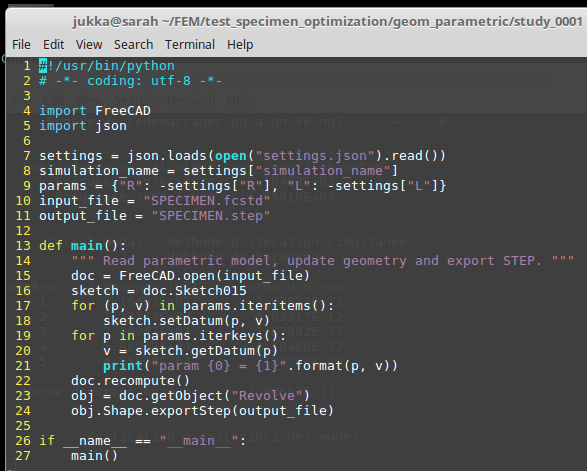 jukka@sarah ~/FEM/test_specimen_optimization/geom_parametric/study_0001
File Edit View Search Terminal Help
1 #!/usr/bin/python
2 # -*- coding: utf-8 -*-
3
4 import FreeCAD
5 import json
6
7 settings = json.loads(open("settings.json").read())
8 simulation_name = settings["simulation_name"]
9 params = {"R": -settings["R"], "L": -settings["L"]}
10 input_file = "SPECIMEN.fcstd"
11 output_file = "SPECIMEN.step"
12
13 def main():
14     """ Read parametric model, update geometry and export STEP. """
15     doc = FreeCAD.open(input_file)
16     sketch = doc.Sketch015
17     for (p, v) in params.iteritems():
18         sketch.setDatum(p, v)
19     for p in params.iterkeys():
20         v = sketch.getDatum(p)
21         print("param {0} = {1}".format(p, v))
22     doc.recompute()
23     obj = doc.getObject("Revolve")
24     obj.Shape.exportStep(output_file)
25
26 if __name__ == "__main__":
27     main()